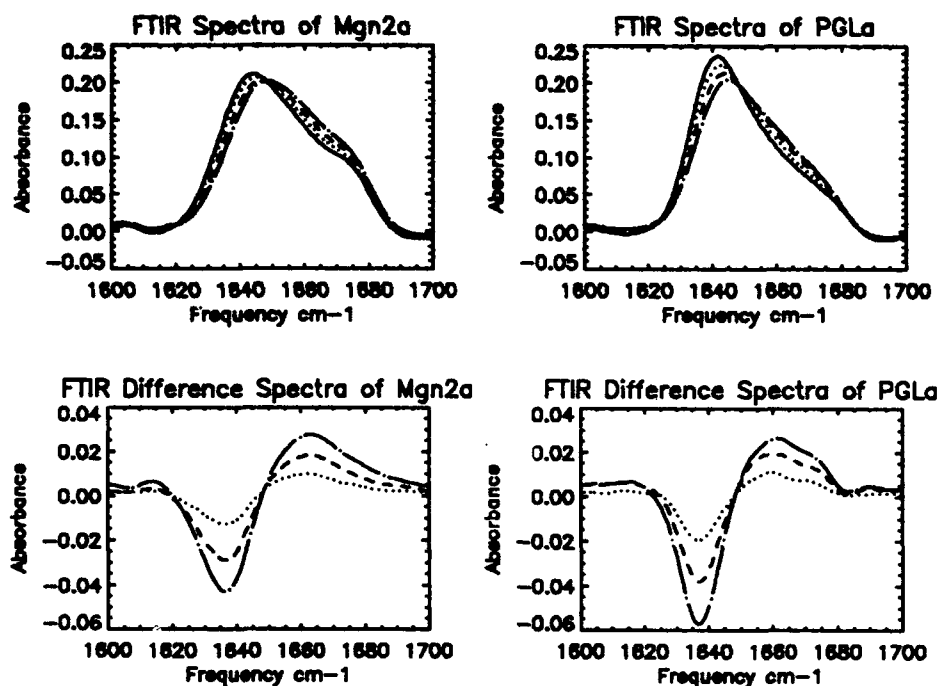 FTIR Spectra of Mgn2a
FTIR Spectra of PGLa
0.25
0.20
0.15
0.10
0.05
0.00
−0.05
Absorbance
1600 1620 1640 1660 1680 1700
Frequency cm−1
0.25
0.20
0.15
0.10
0.05
0.00
−0.05
Absorbance
1600 1620 1640 1660 1680 1700
Frequency cm−1
FTIR Difference Spectra of Mgn2a
FTIR Difference Spectra of PGLa
0.04
0.02
0.00
−0.02
−0.04
−0.06
Absorbance
1600 1620 1640 1660 1680 1700
Frequency cm−1
0.04
0.02
0.00
−0.02
−0.04
−0.06
Absorbance
1600 1620 1640 1660 1680 1700
Frequency cm−1